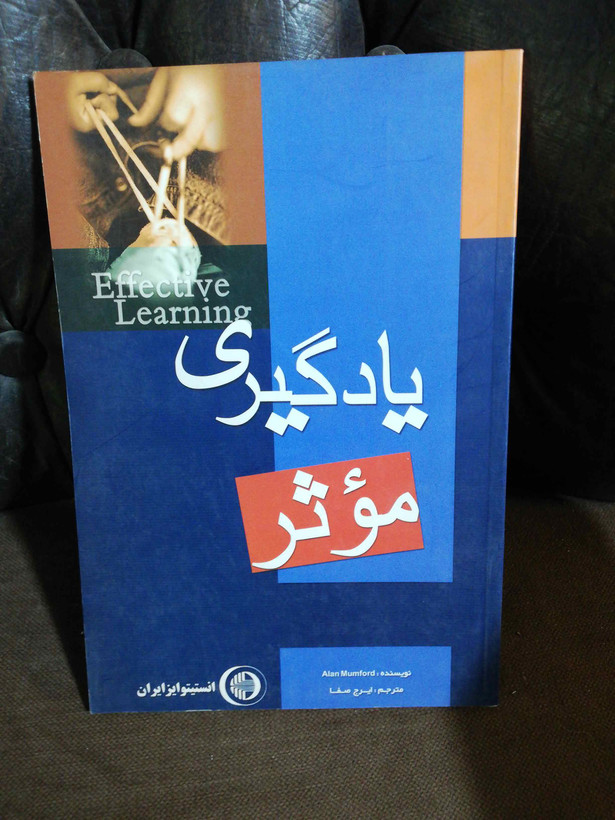 Effective
Learning
یادگیری
مؤثر
نویسنده : Alan Mumford
مترجم : ایرج صفا
انستیتو ایز ایران